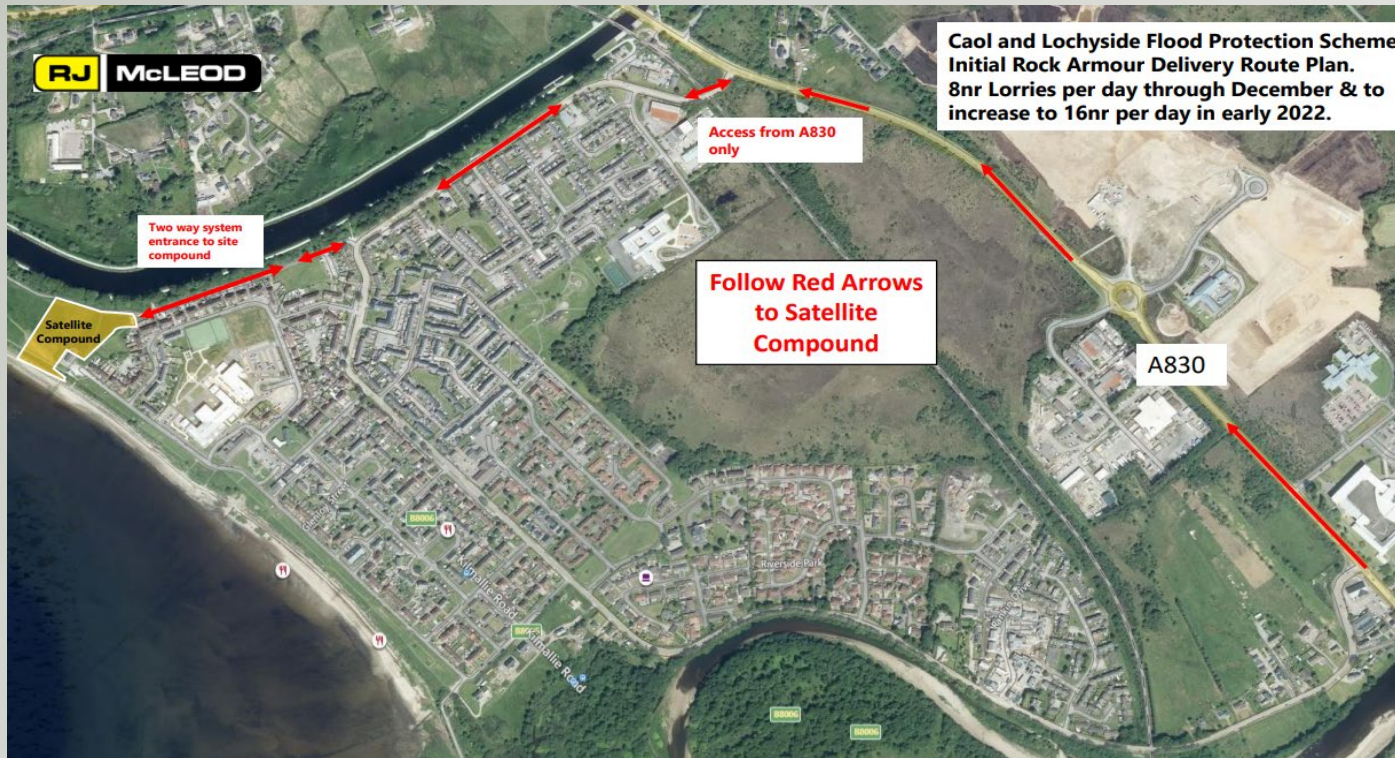 RJ McLEOD
Caol and Lochyside Flood Protection Scheme
Initial Rock Armour Delivery Route Plan.
8nr Lorries per day through December & to
increase to 16nr per day in early 2022.
Access from A830
only
Two way system
entrance to site
compound
Follow Red Arrows
to Satellite
Compound
Satellite
Compound
A830
B8006
Kilmallie Road
Riverside Park
Kilmallie Road
B8006
B8006